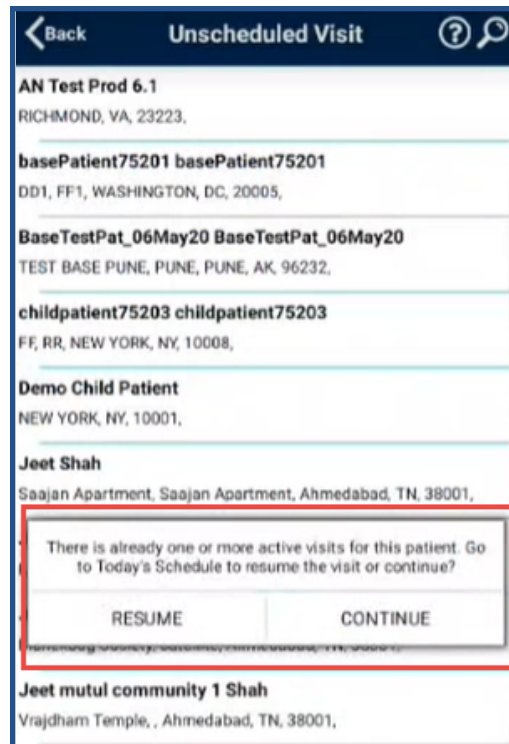 Back Unscheduled Visit
AN Test Prod 6.1
RICHMOND, VA, 23223,
basePatient75201 basePatient75201
DD1, FF1, WASHINGTON, DC, 20005,
BaseTestPat_06May20 BaseTestPat_06May20
TEST BASE PUNE, PUNE, PUNE, AK, 96232,
childpatient75203 childpatient75203
FF, RR, NEW YORK, NY, 10008,
Demo Child Patient
NEW YORK, NY, 10001,
Jeet Shah
Saajan Apartment, Saajan Apartment, Ahmedabad, TN, 38001,
There is already one or more active visits for this patient. Go
to Today's Schedule to resume the visit or continue?
RESUME CONTINUE
Jeet mutul community 1 Shah
Vrajdham Temple, , Ahmedabad, TN, 38001,